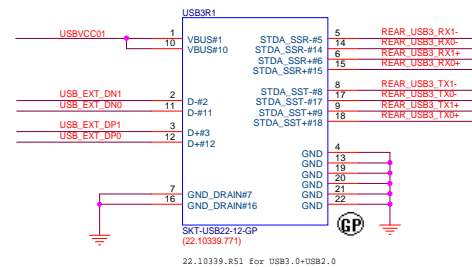 USB3R1
USBVCC01 1 VBUS#1 STDA_SSR-#5 5 REAR_USB3_RX1-
10 VBUS#10 STDA_SSR-#14 14 REAR_USB3_RX0-
STDA_SSR+#6 6 REAR_USB3_RX1+
STDA_SSR+#15 15 REAR_USB3_RX0+
USB_EXT_DN1 2 D-#2 STDA_SST-#8 8 REAR_USB3_TX1-
USB_EXT_DN0 11 D-#11 STDA_SST-#17 17 REAR_USB3_TX0-
STDA_SST+#9 9 REAR_USB3_TX1+
USB_EXT_DP1 3 D+#3 STDA_SST+#18 18 REAR_USB3_TX0+
USB_EXT_DP0 12 D+#12
GND 4
GND 13
GND 19
GND 20
7 GND_DRAIN#7 GND 21
16 GND_DRAIN#16 GND 22
GP
SKT-USB22-12-GP
(22.10339.771)
22.10339.R51 for USB3.0+USB2.0